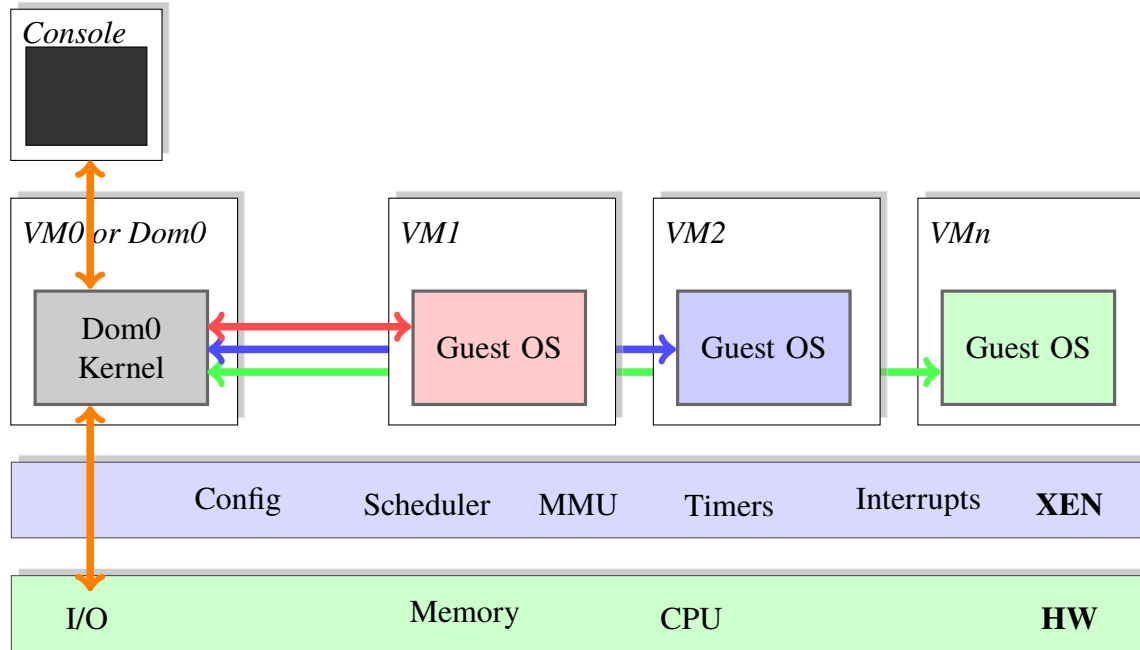 Console
VM0 or Dom0
VM1
VM2
VMn
Dom0
Kernel
Guest OS
Guest OS
Guest OS
Config
Scheduler
MMU
Timers
Interrupts
XEN
I/O
Memory
CPU
HW